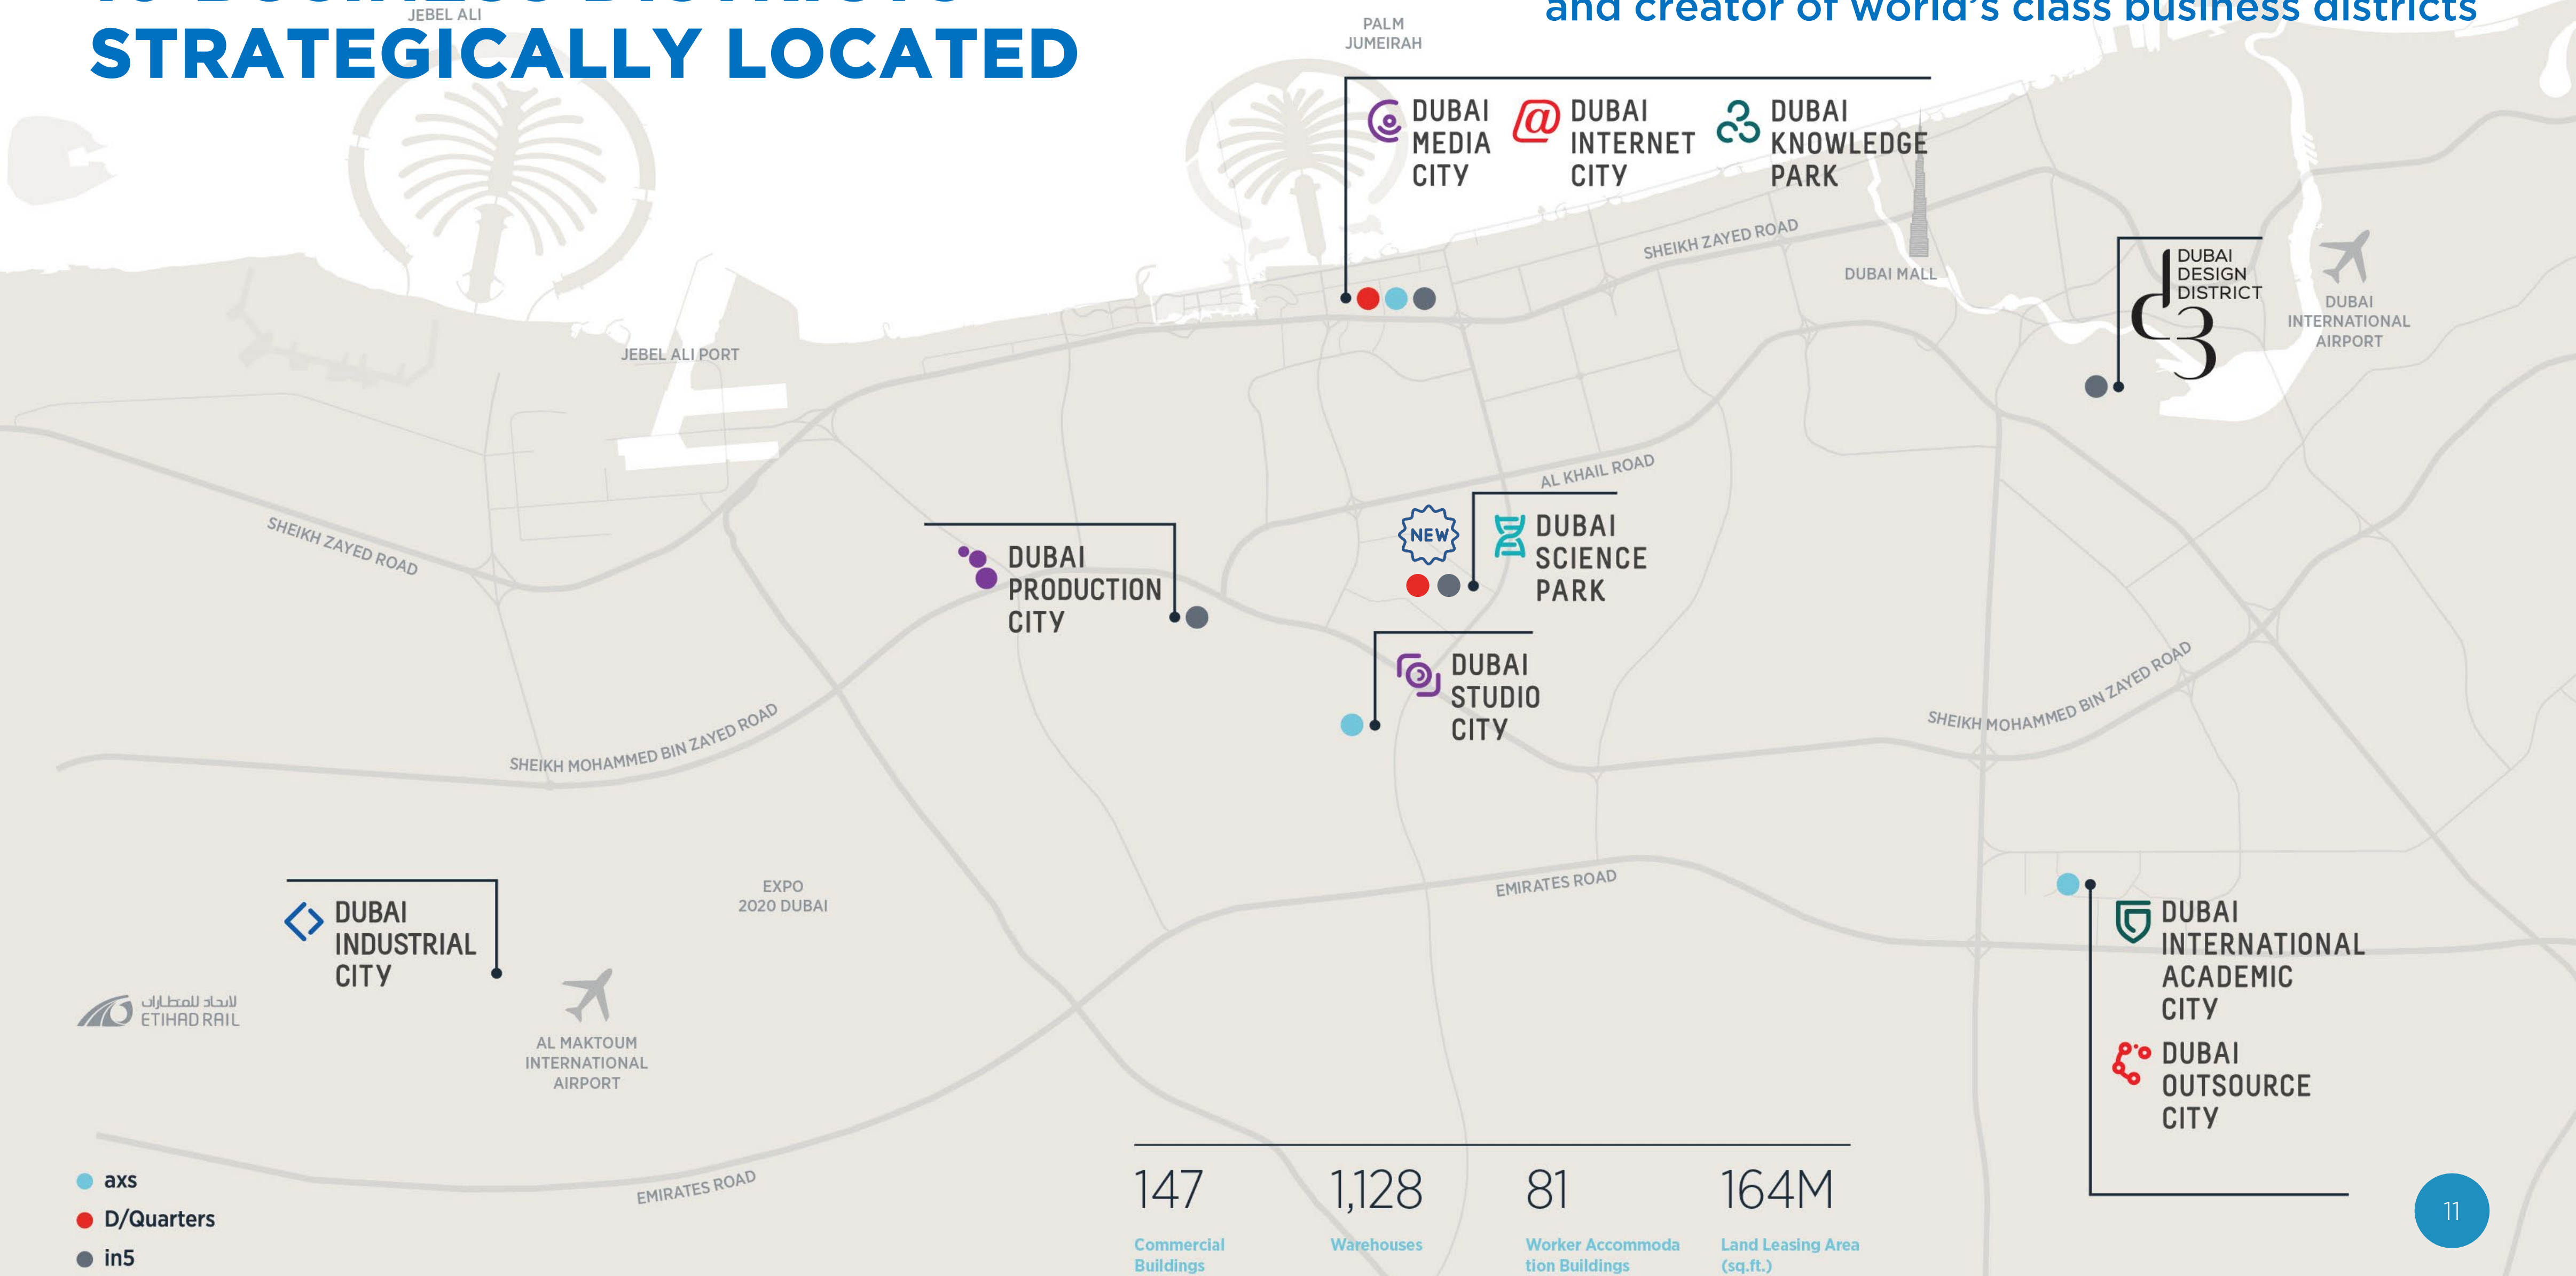 STRATEGICALLY LOCATED
and creator of world's class business districts
JEBEL ALI
PALM
JUMEIRAH
DUBAI
MEDIA
CITY
@
DUBAI
INTERNET
CITY
DUBAI
KNOWLEDGE
PARK
SHEIKH ZAYED ROAD
DUBAI MALL
DUBAI
DESIGN
DISTRICT
d3
DUBAI
INTERNATIONAL
AIRPORT
JEBEL ALI PORT
AL KHAIL ROAD
SHEIKH ZAYED ROAD
DUBAI
PRODUCTION
CITY
NEW
DUBAI
SCIENCE
PARK
DUBAI
STUDIO
CITY
SHEIKH MOHAMMED BIN ZAYED ROAD
SHEIKH MOHAMMED BIN ZAYED ROAD
EXPO
2020 DUBAI
EMIRATES ROAD
DUBAI
INDUSTRIAL
CITY
ETIHAD RAIL
AL MAKTOUM
INTERNATIONAL
AIRPORT
DUBAI
INTERNATIONAL
ACADEMIC
CITY
DUBAI
OUTSOURCE
CITY
EMIRATES ROAD
axs
D/Quarters
in5
147
Commercial
Buildings
1,128
Warehouses
81
Worker Accommoda
tion Buildings
164M
Land Leasing Area
(sq.ft.)
11